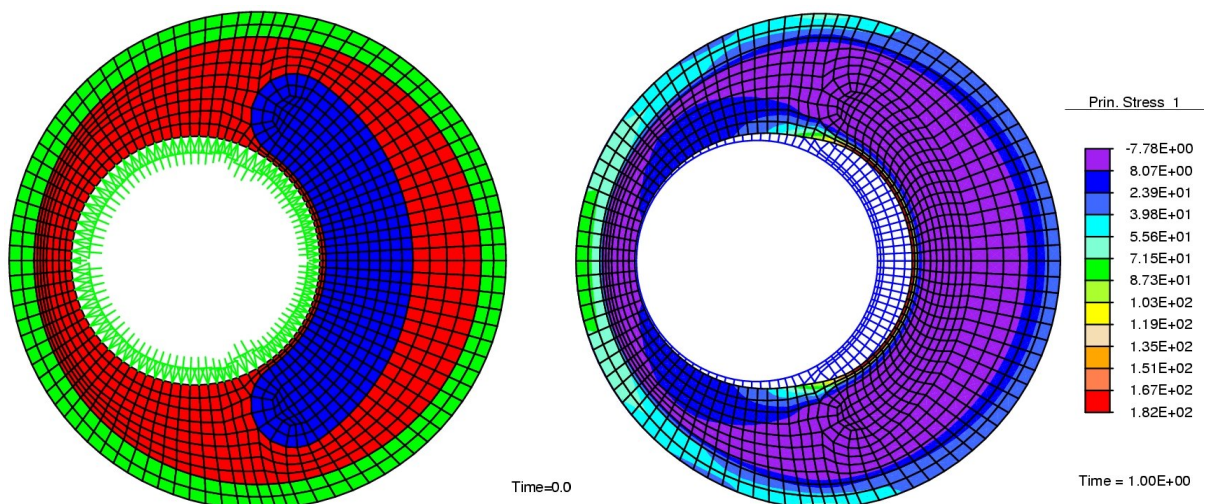 Prin. Stress 1
-7.78E+00
8.07E+00
2.39E+01
3.98E+01
5.56E+01
7.15E+01
8.73E+01
1.03E+02
1.19E+02
1.35E+02
1.51E+02
1.67E+02
1.82E+02
Time=0.0
Time = 1.00E+00